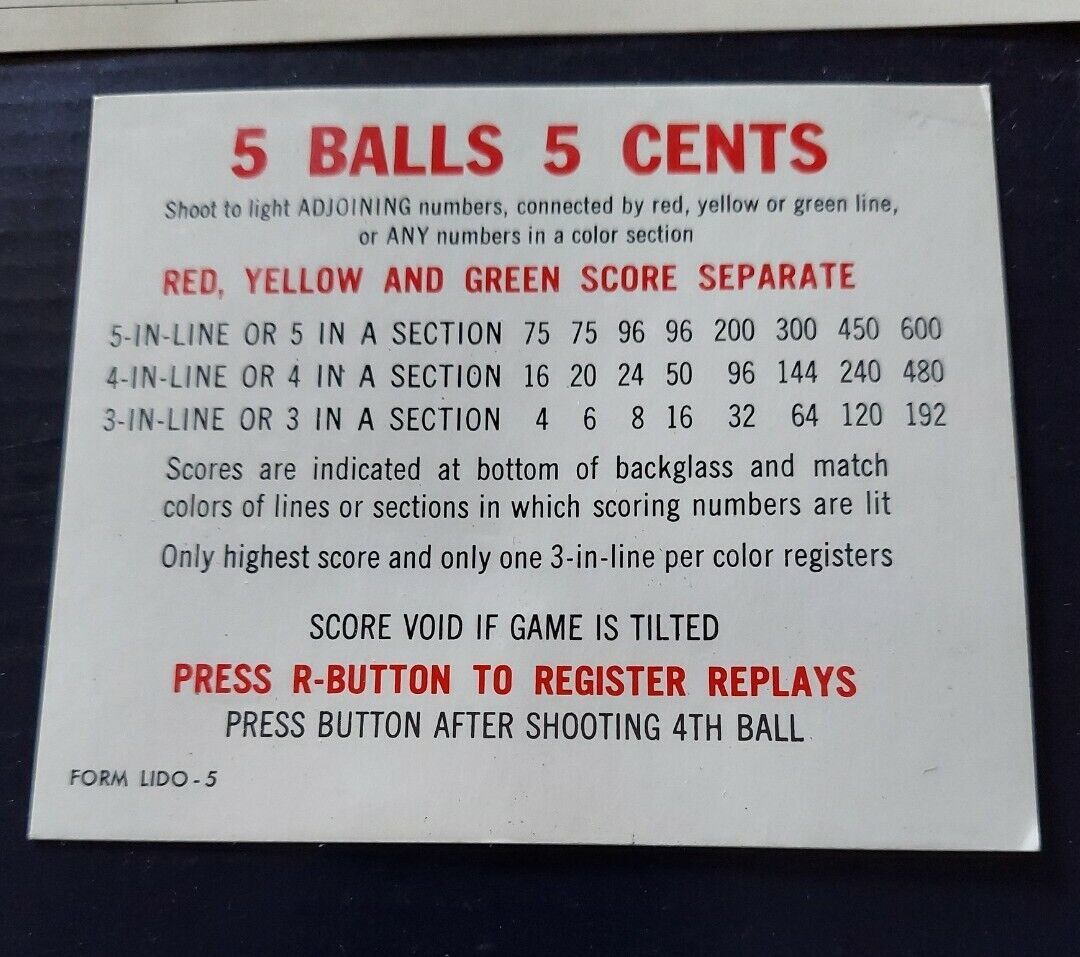 5 BALLS 5 CENTS
Shoot to light ADJOINING numbers, connected by red, yellow or green line,
or ANY numbers in a color section
RED, YELLOW AND GREEN SCORE SEPARATE
5-IN-LINE OR 5 IN A SECTION 75 75 96 96 200 300 450 600
4-IN-LINE OR 4 IN A SECTION 16 20 24 50 96 144 240 480
3-IN-LINE OR 3 IN A SECTION 4 6 8 16 32 64 120 192
Scores are indicated at bottom of backglass and match
colors of lines or sections in which scoring numbers are lit
Only highest score and only one 3-in-line per color registers
SCORE VOID IF GAME IS TILTED
PRESS R-BUTTON TO REGISTER REPLAYS
PRESS BUTTON AFTER SHOOTING 4TH BALL
FORM LIDO - 5